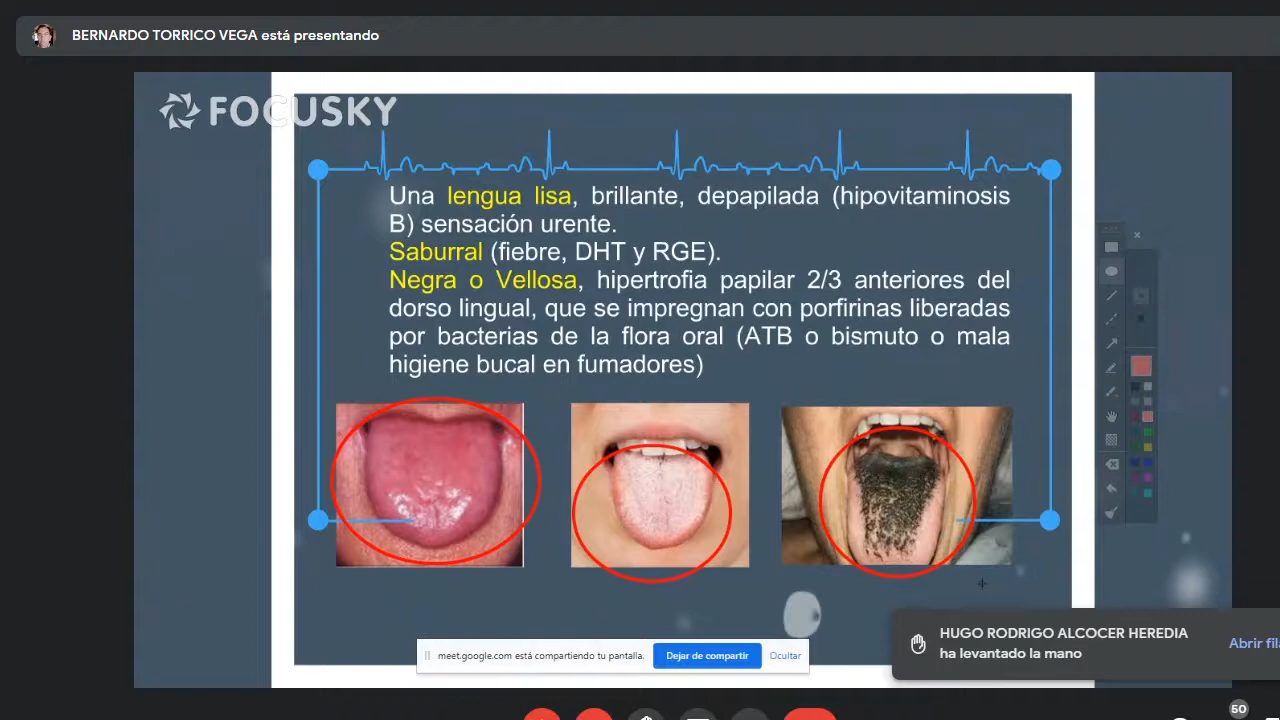 BERNARDO TORRICO VEGA está presentando
FOCUSKY
Una lengua lisa, brillante, depapilada (hipovitaminosis
B) sensación urente.
Saburral (fiebre, DHT y RGE).
Negra o Vellosa, hipertrofia papilar 2/3 anteriores del
dorso lingual, que se impregnan con porfirinas liberadas
por bacterias de la flora oral (ATB o bismuto o mala
higiene bucal en fumadores)
HUGO RODRIGO ALCOCER HEREDIA
ha levantado la mano
Abrir fila
meet.google.com está compartiendo tu pantalla.
Dejar de compartir
Ocultar
50